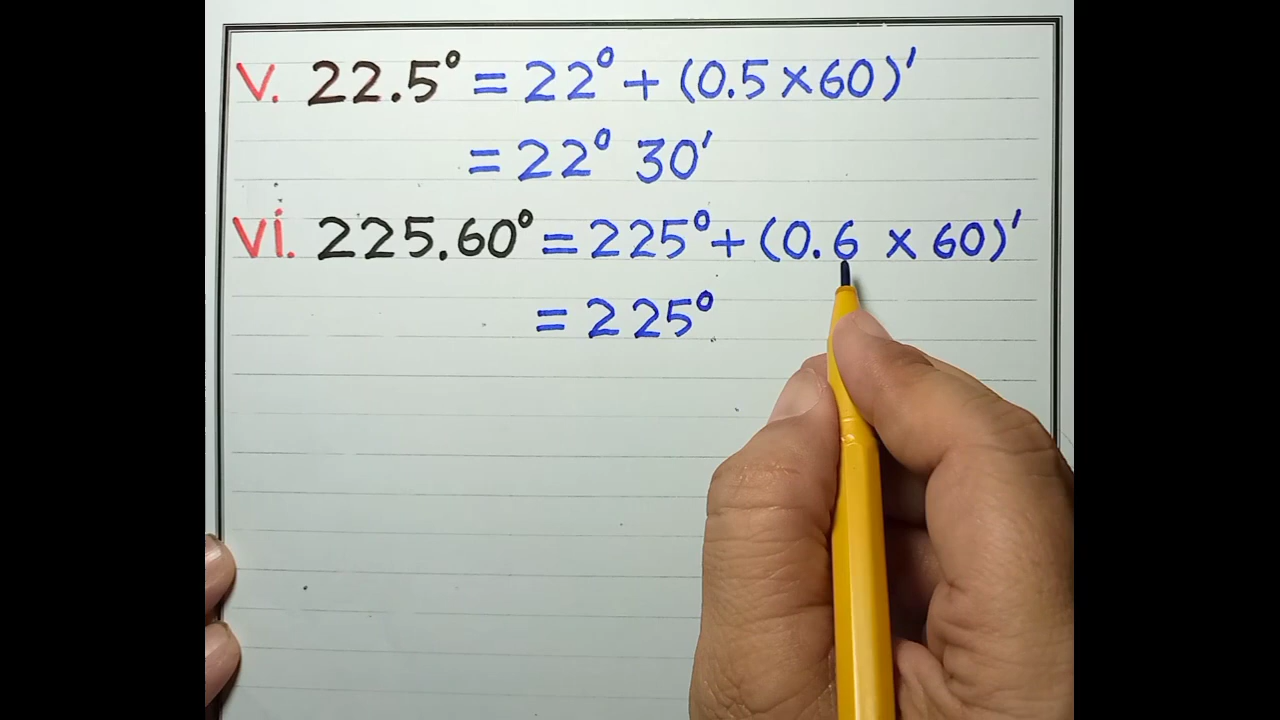 v. 22.5° = 22° + (0.5 × 60)′
= 22° 30′
vi. 225.60° = 225° + (0.6 × 60)′
= 225°